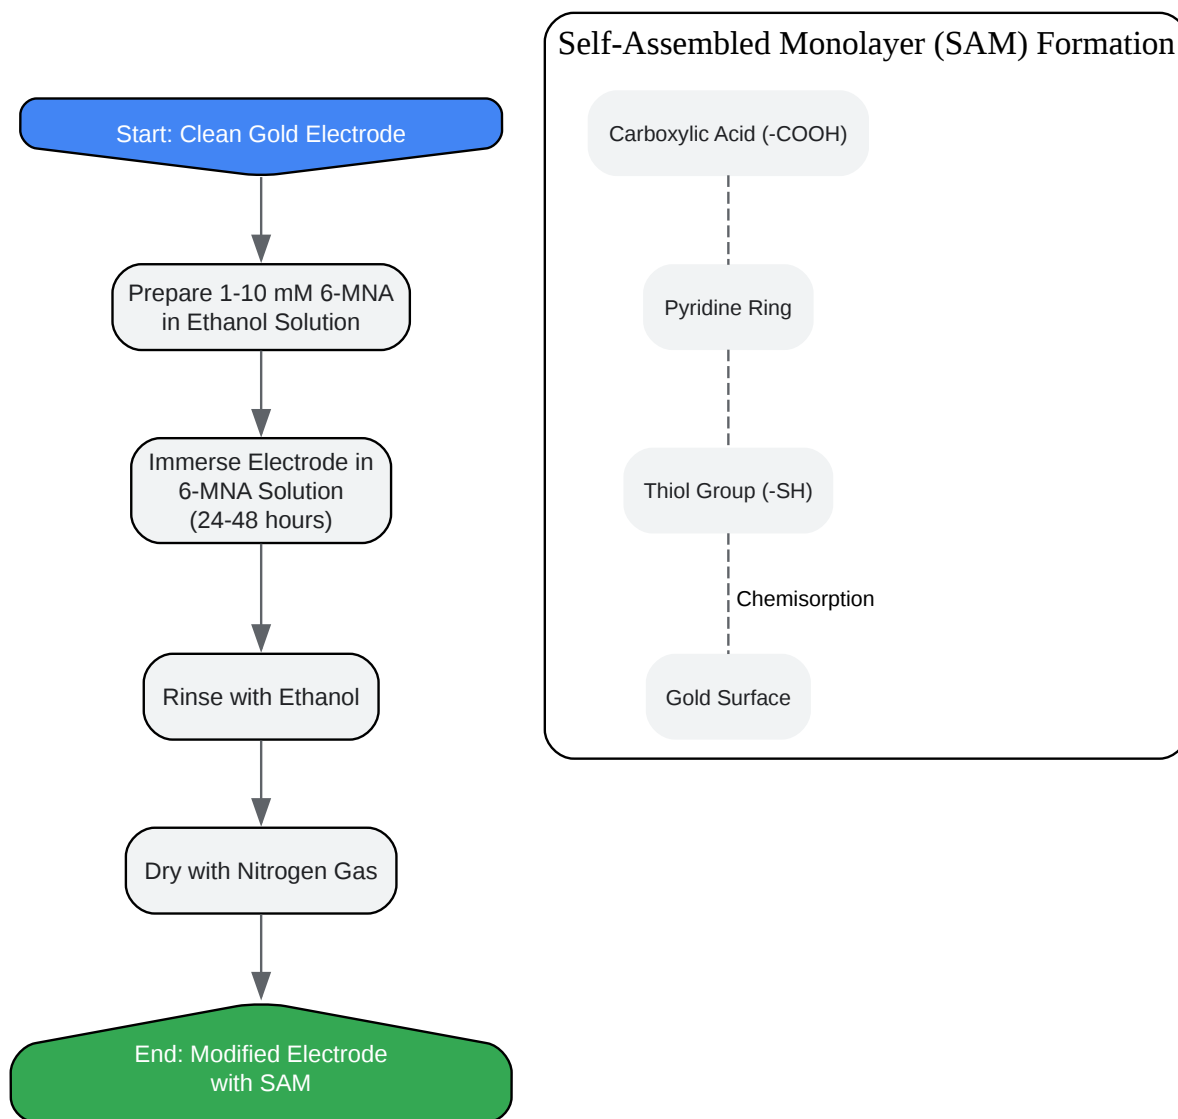 Start: Clean Gold Electrode
Prepare 1-10 mM 6-MNA
in Ethanol Solution
Immerse Electrode in
6-MNA Solution
(24-48 hours)
Rinse with Ethanol
Dry with Nitrogen Gas
End: Modified Electrode
with SAM
Self-Assembled Monolayer (SAM) Formation
Carboxylic Acid (-COOH)
Pyridine Ring
Thiol Group (-SH)
Chemisorption
Gold Surface